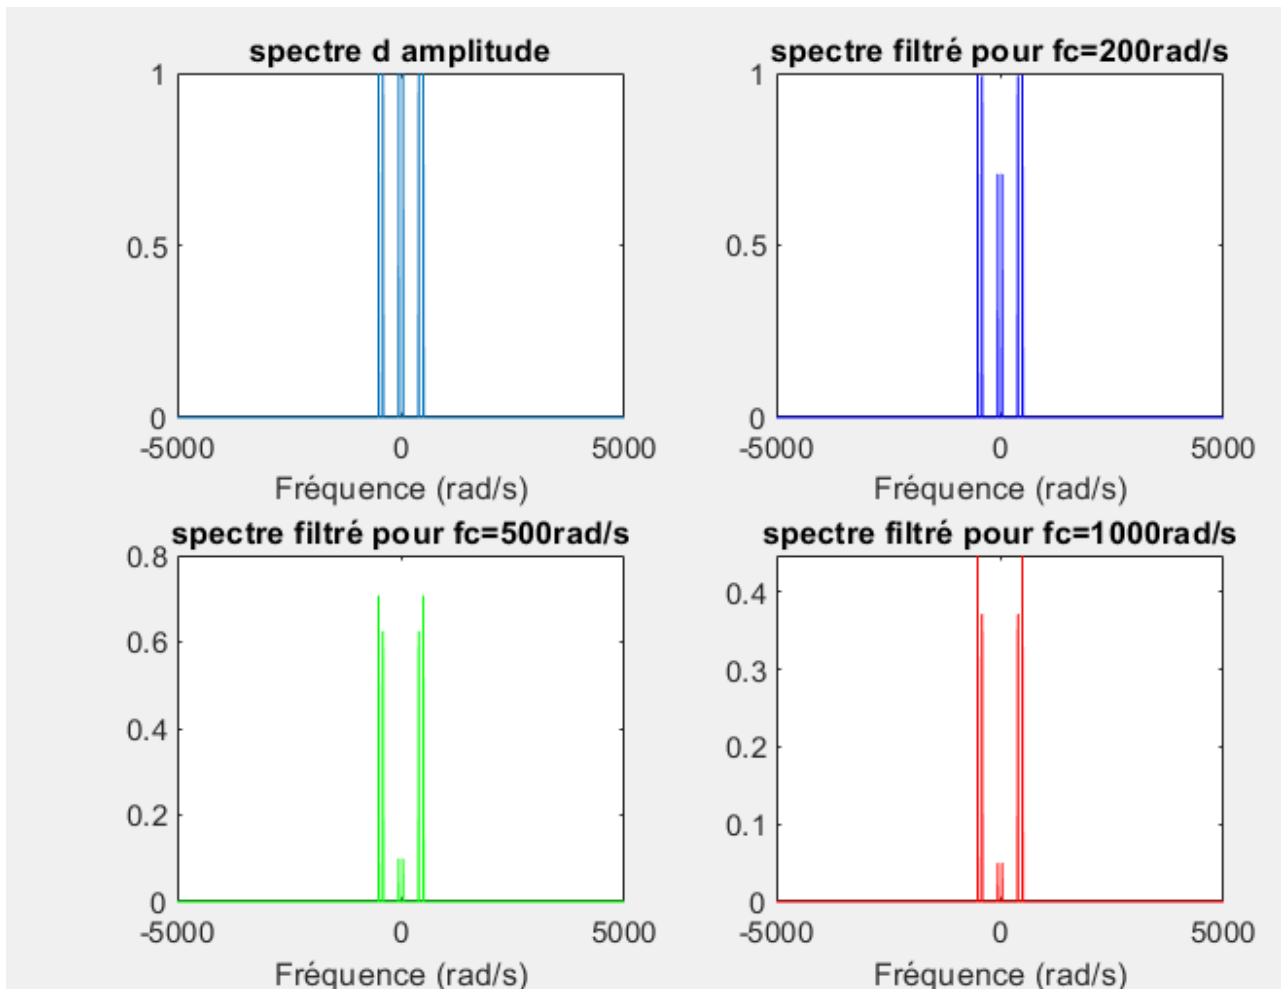 spectre d amplitude
1
0.5
0
-5000 0 5000
Fréquence (rad/s)
spectre filtré pour fc=200rad/s
1
0.5
0
-5000 0 5000
Fréquence (rad/s)
spectre filtré pour fc=500rad/s
0.8
0.6
0.4
0.2
0
-5000 0 5000
Fréquence (rad/s)
spectre filtré pour fc=1000rad/s
0.4
0.3
0.2
0.1
0
-5000 0 5000
Fréquence (rad/s)